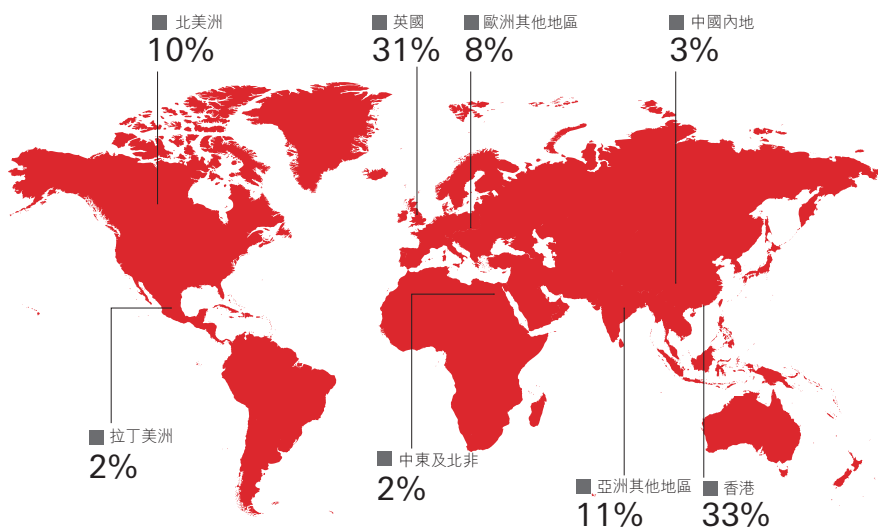 北美洲
10%
英國
31%
歐洲其他地區
8%
中國內地
3%
拉丁美洲
2%
中東及北非
2%
亞洲其他地區
11%
香港
33%